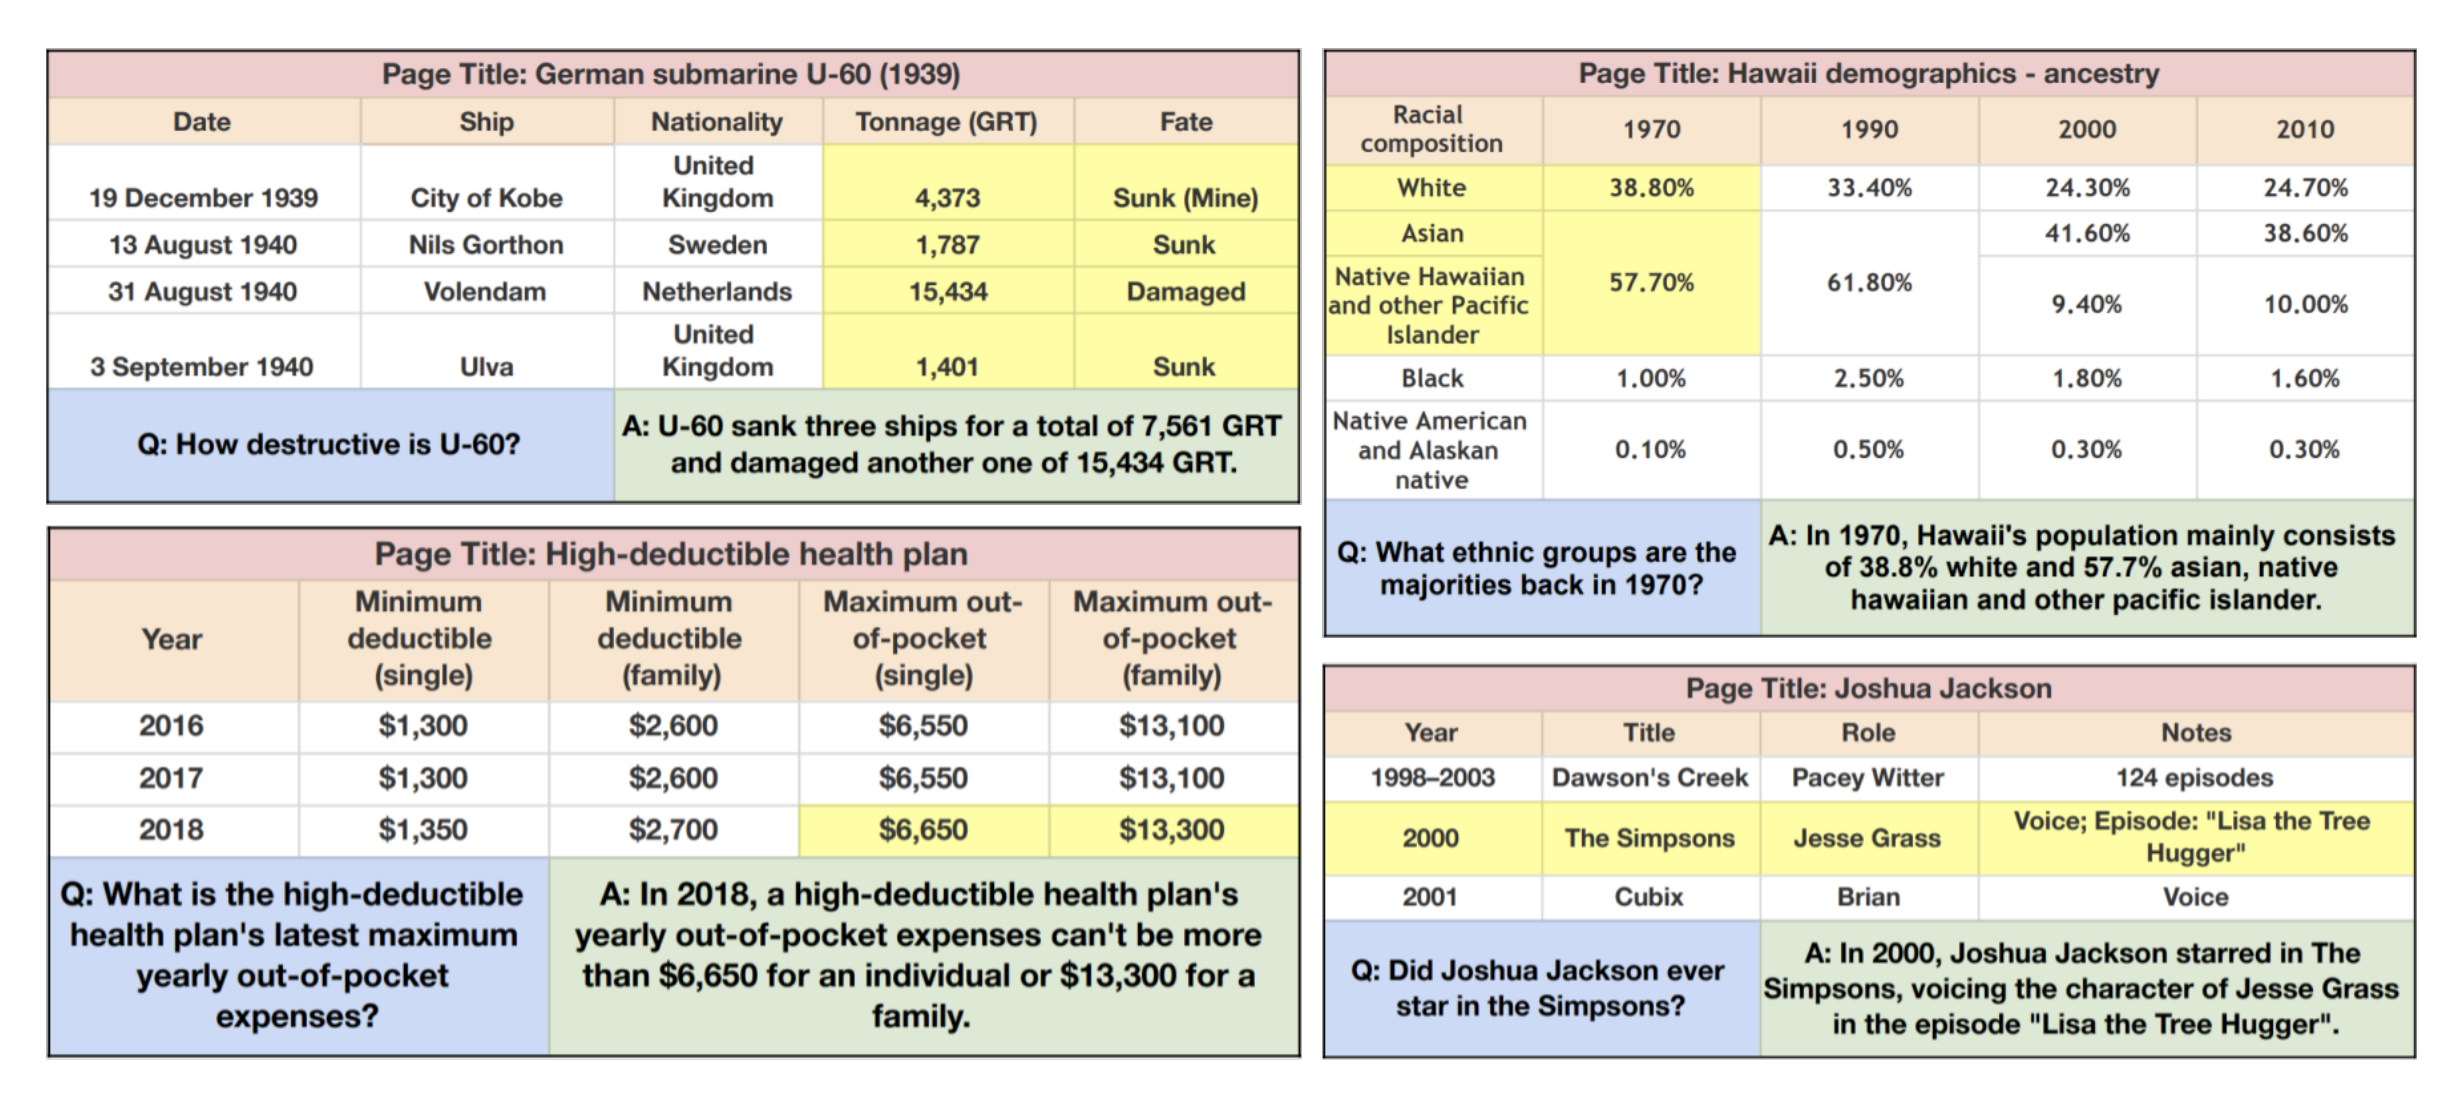 Page Title: German submarine U-60 (1939)
Date Ship Nationality Tonnage (GRT) Fate
19 December 1939 City of Kobe United Kingdom 4,373 Sunk (Mine)
13 August 1940 Nils Gorthon Sweden 1,787 Sunk
31 August 1940 Volendam Netherlands 15,434 Damaged
3 September 1940 Ulva United Kingdom 1,401 Sunk
Q: How destructive is U-60?
A: U-60 sank three ships for a total of 7,561 GRT
and damaged another one of 15,434 GRT.
Page Title: High-deductible health plan
Year Minimum deductible (single) Minimum deductible (family) Maximum out-of-pocket (single) Maximum out-of-pocket (family)
2016 $1,300 $2,600 $6,550 $13,100
2017 $1,300 $2,600 $6,550 $13,100
2018 $1,350 $2,700 $6,650 $13,300
Q: What is the high-deductible
health plan's latest maximum
yearly out-of-pocket
expenses?
A: In 2018, a high-deductible health plan's
yearly out-of-pocket expenses can't be more
than $6,650 for an individual or $13,300 for a
family.
Page Title: Hawaii demographics - ancestry
Racial composition 1970 1990 2000 2010
White 38.80% 33.40% 24.30% 24.70%
Asian 57.70% 61.80% 41.60% 38.60%
Native Hawaiian and other Pacific Islander 9.40% 10.00%
Black 1.00% 2.50% 1.80% 1.60%
Native American and Alaskan native 0.10% 0.50% 0.30% 0.30%
Q: What ethnic groups are the
majorities back in 1970?
A: In 1970, Hawaii's population mainly consists
of 38.8% white and 57.7% asian, native
hawaiian and other pacific islander.
Page Title: Joshua Jackson
Year Title Role Notes
1998–2003 Dawson's Creek Pacey Witter 124 episodes
2000 The Simpsons Jesse Grass Voice; Episode: "Lisa the Tree Hugger"
2001 Cubix Brian Voice
Q: Did Joshua Jackson ever
star in the Simpsons?
A: In 2000, Joshua Jackson starred in The
Simpsons, voicing the character of Jesse Grass
in the episode "Lisa the Tree Hugger".